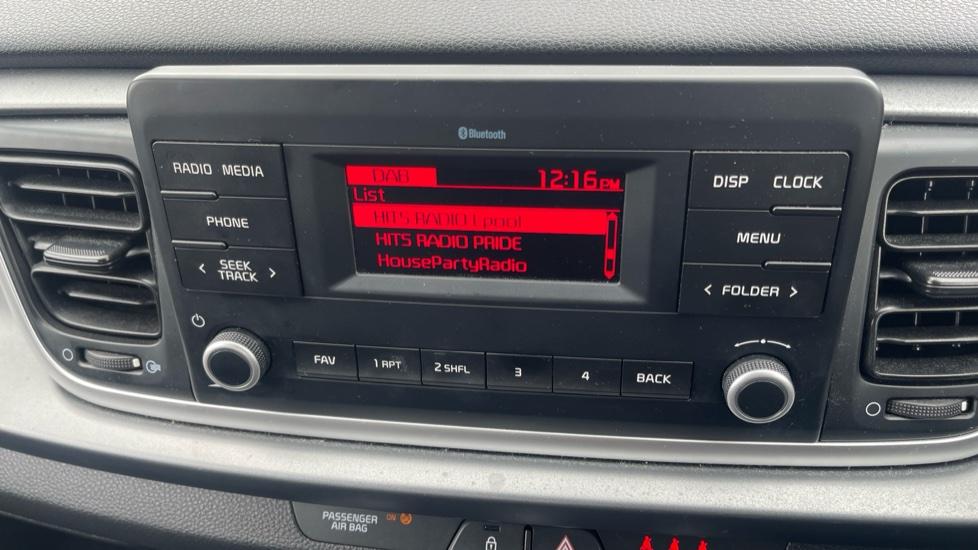 Bluetooth
RADIO MEDIA
DAB 12:16PM
DISP CLOCK
List
HITS RADIO Lpool
PHONE
HITS RADIO PRIDE
MENU
HousePartyRadio
< SEEK TRACK >
< FOLDER >
FAV 1 RPT 2 SHFL 3 4 BACK
PASSENGER AIR BAG ON